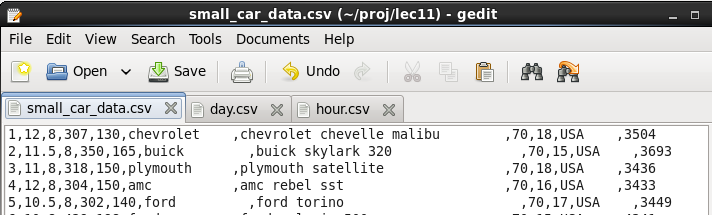 small_car_data.csv (~/proj/lec11) - gedit
File Edit View Search Tools Documents Help
Open Save Undo
small_car_data.csv day.csv hour.csv
1,12,8,307,130,chevrolet    ,chevrolet chevelle malibu        ,70,18,USA    ,3504
2,11.5,8,350,165,buick        ,buick skylark 320                ,70,15,USA    ,3693
3,11,8,318,150,plymouth    ,plymouth satellite                ,70,18,USA    ,3436
4,12,8,304,150,amc        ,amc rebel sst                    ,70,16,USA    ,3433
5,10.5,8,302,140,ford        ,ford torino                    ,70,17,USA    ,3449